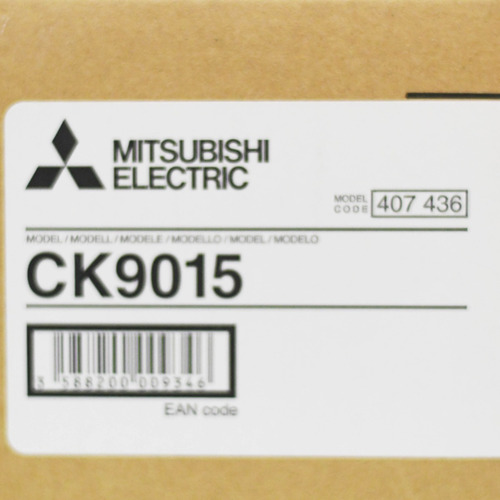 MITSUBISHI
ELECTRIC
MODEL
CODE
407 436
MODEL / MODELL / MODELE / MODELLO / MODEL / MODELO
CK9015
3 588200 009346
EAN code